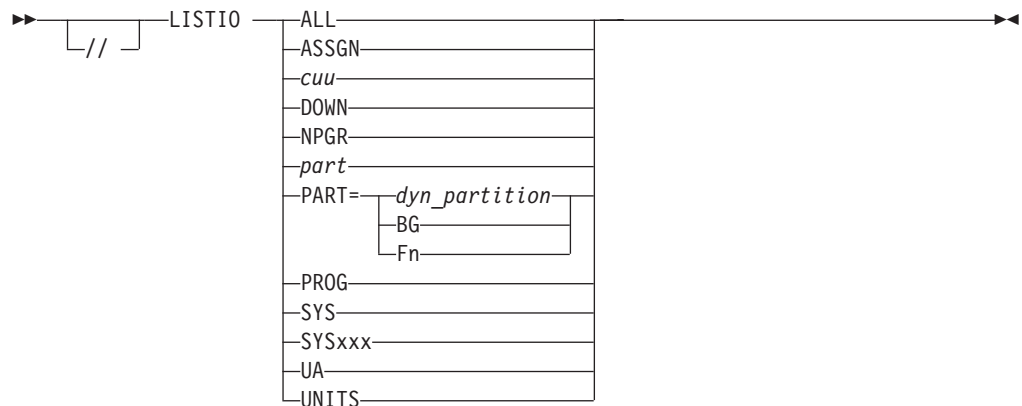 LISTIO ALL
// ASSGN
cuu
DOWN
NPGR
part
PART= dyn_partition
BG
Fn
PROG
SYS
SYSxxx
UA
UNITS